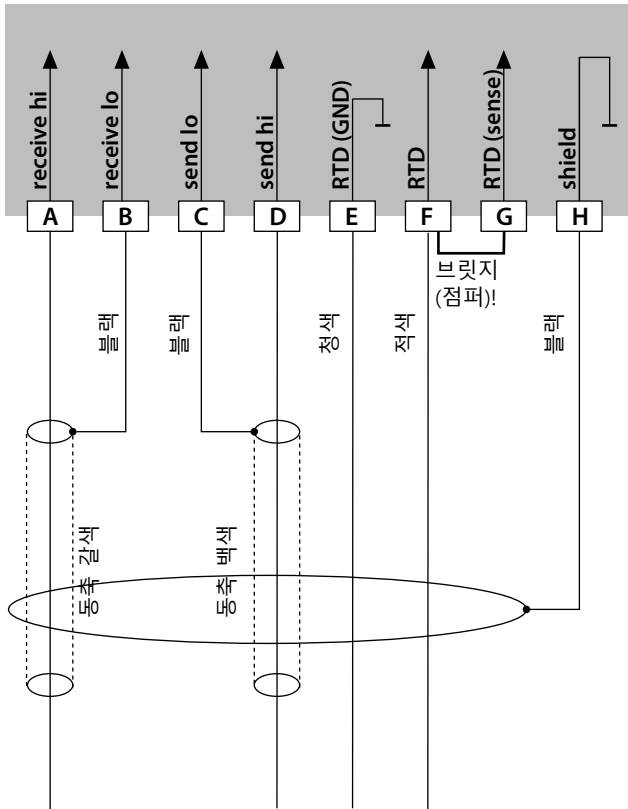 receive hi
receive lo
send lo
send hi
RTD (GND)
RTD
RTD (sense)
shield
A
B
C
D
E
F
G
H
브릿지
(점퍼)!
블랙
블랙
청색
적색
블랙
동축 갈색
동축 백색